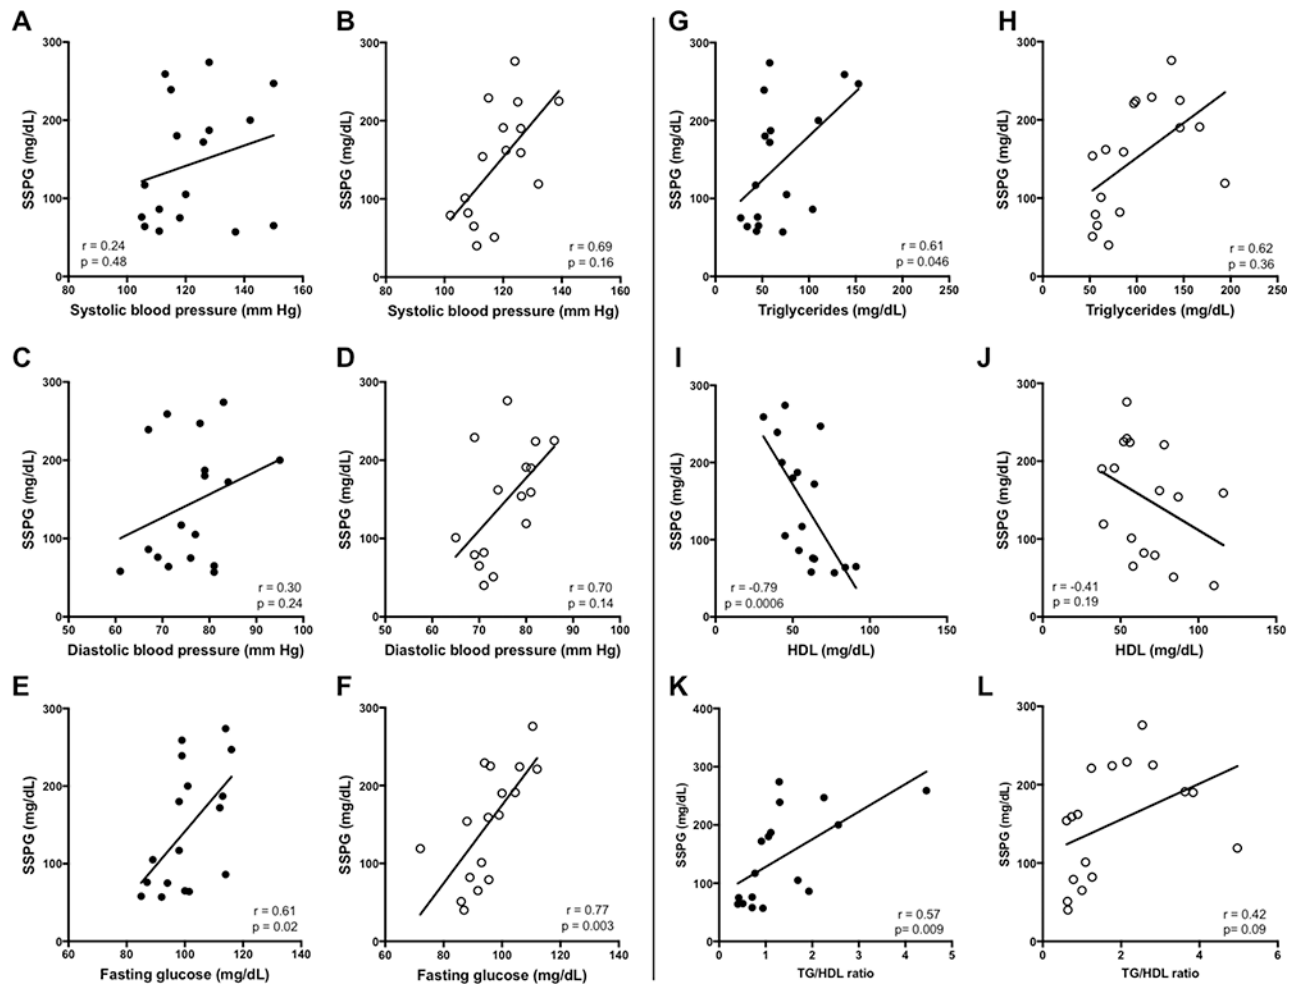 A
300
200
100
0
SSPG (mg/dL)
r = 0.24
p = 0.48
80 100 120 140 160
Systolic blood pressure (mm Hg)
B
300
200
100
0
SSPG (mg/dL)
r = 0.69
p = 0.16
80 100 120 140 160
Systolic blood pressure (mm Hg)
G
300
200
100
0
SSPG (mg/dL)
r = 0.61
p = 0.046
0 50 100 150 200 250
Triglycerides (mg/dL)
H
300
200
100
0
SSPG (mg/dL)
r = 0.62
p = 0.36
0 50 100 150 200 250
Triglycerides (mg/dL)
C
300
200
100
0
SSPG (mg/dL)
r = 0.30
p = 0.24
50 60 70 80 90 100
Diastolic blood pressure (mm Hg)
D
300
200
100
0
SSPG (mg/dL)
r = 0.70
p = 0.14
50 60 70 80 90 100
Diastolic blood pressure (mm Hg)
I
300
200
100
0
SSPG (mg/dL)
r = -0.79
p = 0.0006
0 50 100 150
HDL (mg/dL)
J
300
200
100
0
SSPG (mg/dL)
r = -0.41
p = 0.19
0 50 100 150
HDL (mg/dL)
E
300
200
100
0
SSPG (mg/dL)
r = 0.61
p = 0.02
60 80 100 120 140
Fasting glucose (mg/dL)
F
300
200
100
0
SSPG (mg/dL)
r = 0.77
p = 0.003
60 80 100 120 140
Fasting glucose (mg/dL)
K
400
300
200
100
0
SSPG (mg/dL)
r = 0.57
p= 0.009
0 1 2 3 4 5
TG/HDL ratio
L
300
200
100
0
SSPG (mg/dL)
r = 0.42
p= 0.09
0 2 4 6
TG/HDL ratio